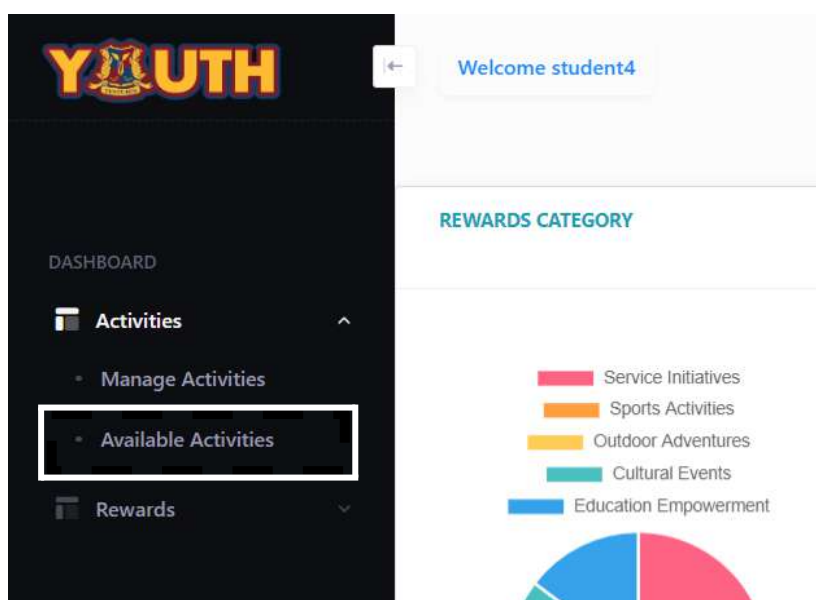 YOUTH
Welcome student4
REWARDS CATEGORY
DASHBOARD
Activities
Manage Activities
Available Activities
Rewards
Service Initiatives
Sports Activities
Outdoor Adventures
Cultural Events
Education Empowerment